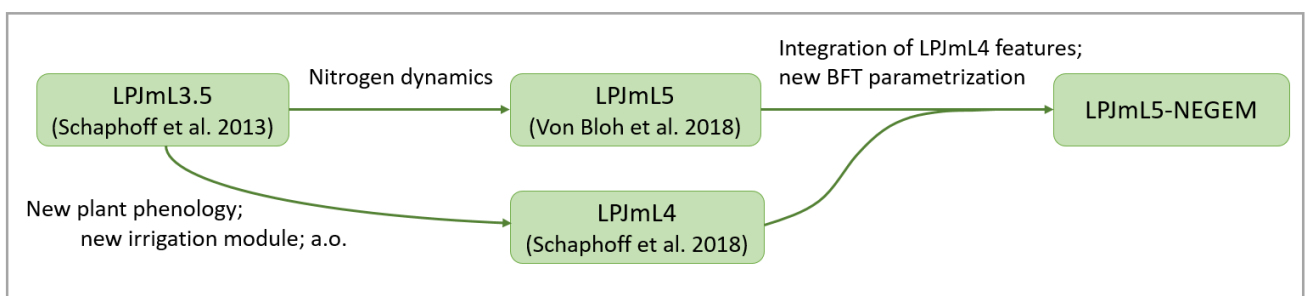 LPJmL3.5
(Schaphoff et al. 2013)
Nitrogen dynamics
LPJmL5
(Von Bloh et al. 2018)
Integration of LPJmL4 features;
new BFT parametrization
LPJmL5-NEGEM
New plant phenology;
new irrigation module; a.o.
LPJmL4
(Schaphoff et al. 2018)